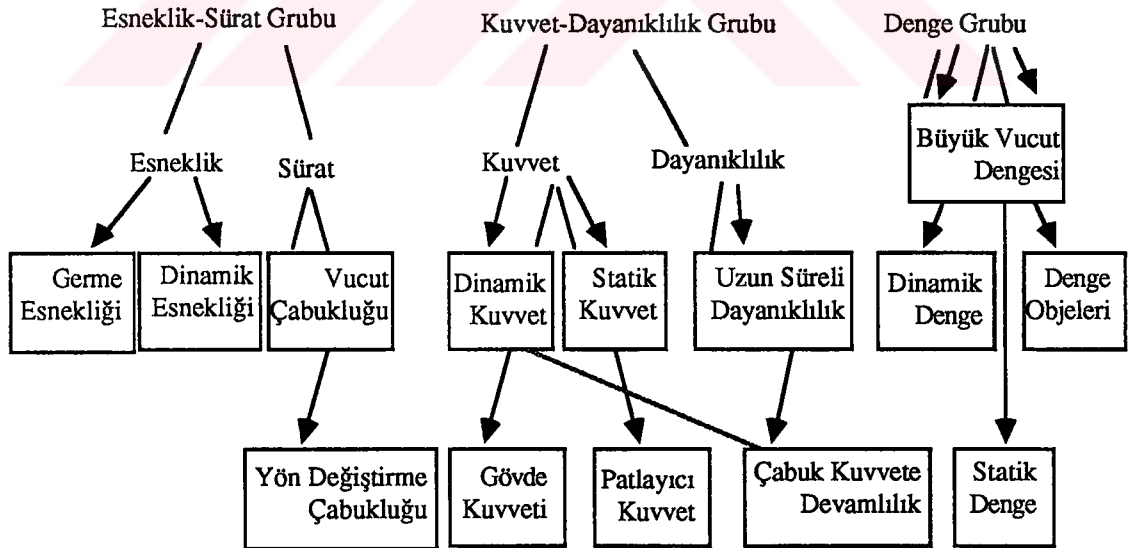 Esneklik-Sürat Grubu
Kuvvet-Dayanıklılık Grubu
Denge Grubu
Büyük Vucut
Dengesi
Esneklik
Sürat
Kuvvet
Dayanıklılık
Germe
Esnekliği
Dinamik
Esnekliği
Vucut
Çabukluğu
Dinamik
Kuvvet
Statik
Kuvvet
Uzun Süreli
Dayanıklılık
Dinamik
Denge
Denge
Objeleri
Yön Değiştirme
Çabukluğu
Gövde
Kuvveti
Patlayıcı
Kuvvet
Çabuk Kuvvete
Devamlılık
Statik
Denge